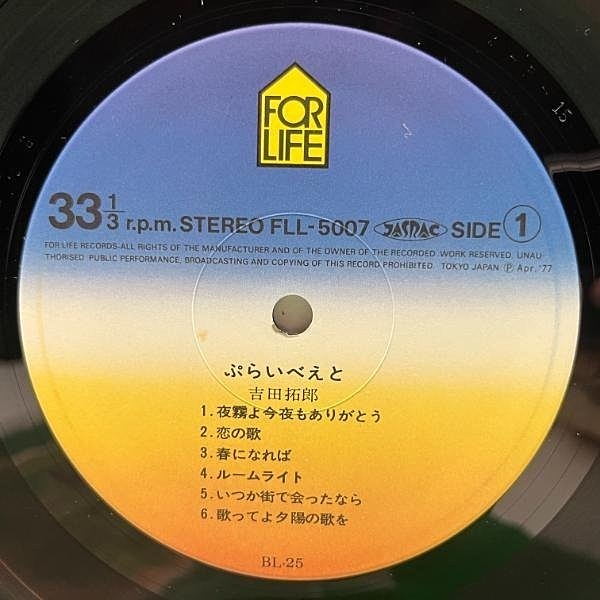 FOR
LIFE
33 1/3 r.p.m. STEREO FLL-5007 JASRAC SIDE 1
FOR LIFE RECORDS-ALL RIGHTS OF THE MANUFACTURER AND OF THE OWNER OF THE RECORDED WORK RESERVED. UNAU-
THORISED PUBLIC PERFORMANCE, BROADCASTING AND COPYING OF THIS RECORD PROHIBITED. TOKYO JAPAN Ⓟ Apr. '77
ぷらいべえと
吉田拓郎
1.夜霧よ今夜もありがとう
2.恋の歌
3.春になれば
4.ルームライト
5.いつか街で会ったなら
6.歌ってよ夕陽の歌を
BL-25
15